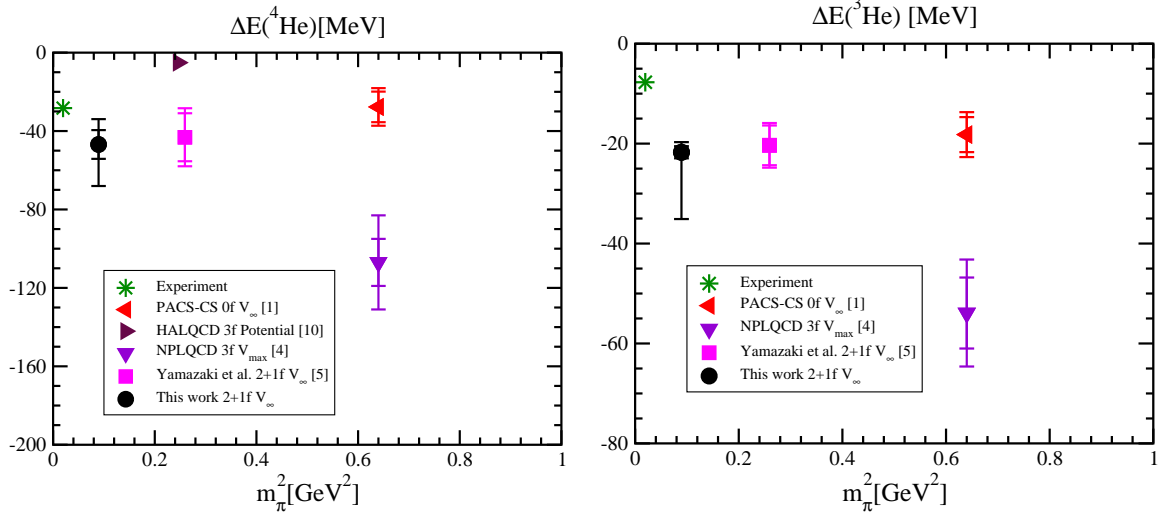 ΔE(⁴He)[MeV]
0
-40
-80
-120
-160
-200
Experiment
PACS-CS 0f V∞ [1]
HALQCD 3f Potential [10]
NPLQCD 3f Vmax [4]
Yamazaki et al. 2+1f V∞ [5]
This work 2+1f V∞
0 0.2 0.4 0.6 0.8 1
mπ²[GeV²]
ΔE(³He) [MeV]
0
-20
-40
-60
-80
Experiment
PACS-CS 0f V∞ [1]
NPLQCD 3f Vmax [4]
Yamazaki et al. 2+1f V∞ [5]
This work 2+1f V∞
0 0.2 0.4 0.6 0.8 1
mπ²[GeV²]